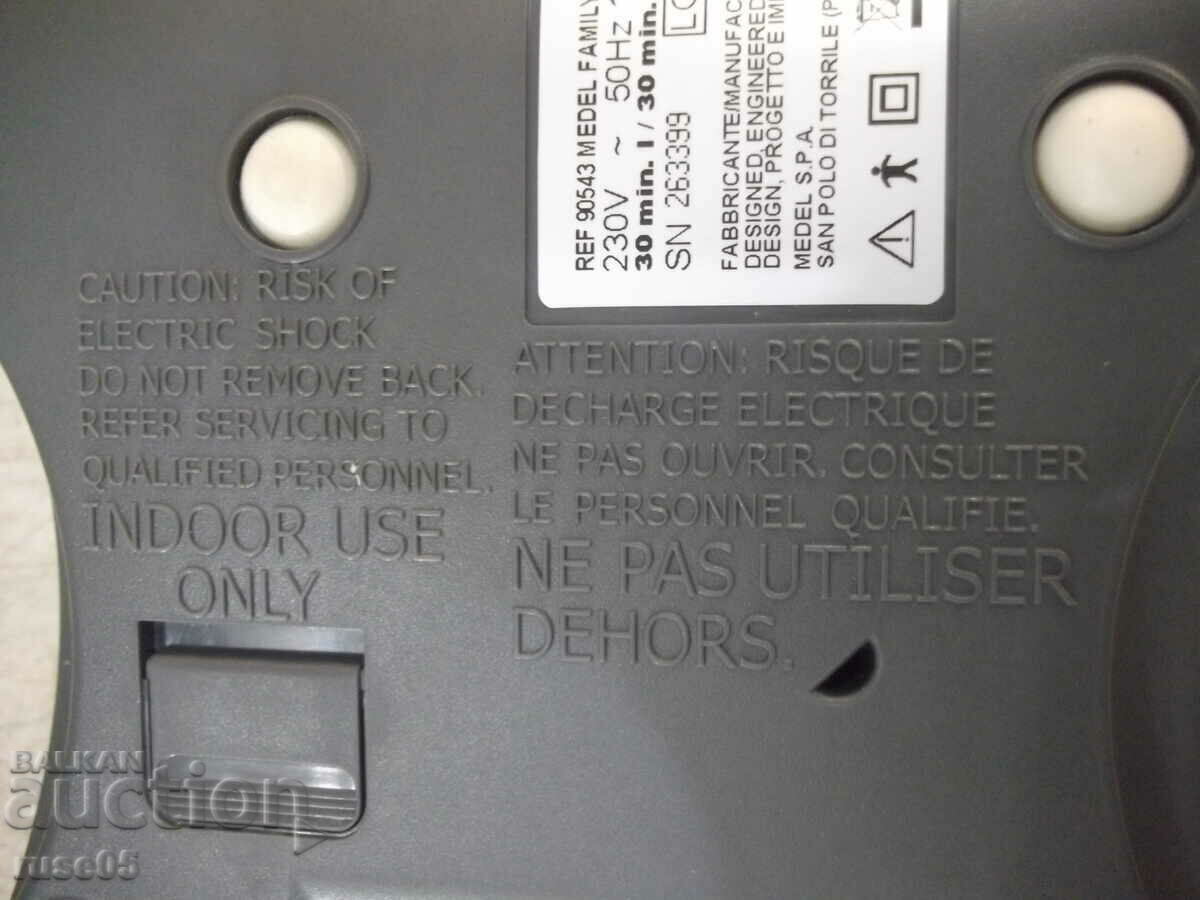 CAUTION: RISK OF
ELECTRIC SHOCK
DO NOT REMOVE BACK.
REFER SERVICING TO
QUALIFIED PERSONNEL.
INDOOR USE
ONLY
ATTENTION: RISQUE DE
DECHARGE ELECTRIQUE
NE PAS OUVRIR. CONSULTER
LE PERSONNEL QUALIFIE.
NE PAS UTILISER
DEHORS.
REF 90543 MEDEL FAMILY
230V ~ 50Hz
30 min. I / 30 min.
SN 263399
LO
FABBRICANTE/MANUFAC
DESIGNED, ENGINEERED
DESIGN, PROGETTO E IM
MEDEL S.P.A.
SAN POLO DI TORRILE (P
BALKAN
auction
ruse05